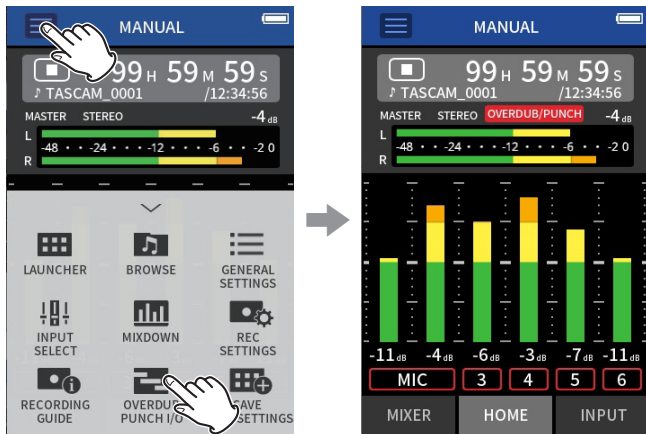 MANUAL
99 H 59 M 59 S
♪ TASCAM_0001 /12:34:56
MASTER STEREO -4 dB
L
-48 • • -24 • • • -12 • • • -6 • • -2 0
R
LAUNCHER BROWSE GENERAL
SETTINGS
INPUT
SELECT
MIXDOWN
REC
SETTINGS
RECORDING
GUIDE
PUNCH I/O
SETTINGS
MANUAL
99 H 59 M 59 S
♪ TASCAM_0001 /12:34:56
MASTER STEREO OVERDUB/PUNCH -4 dB
L
-48 • • -24 • • • -12 • • • -6 • • -2 0
R
-11 dB -4 dB -6 dB -3 dB -7 dB -11 dB
MIC 3 4 5 6
MIXER HOME INPUT